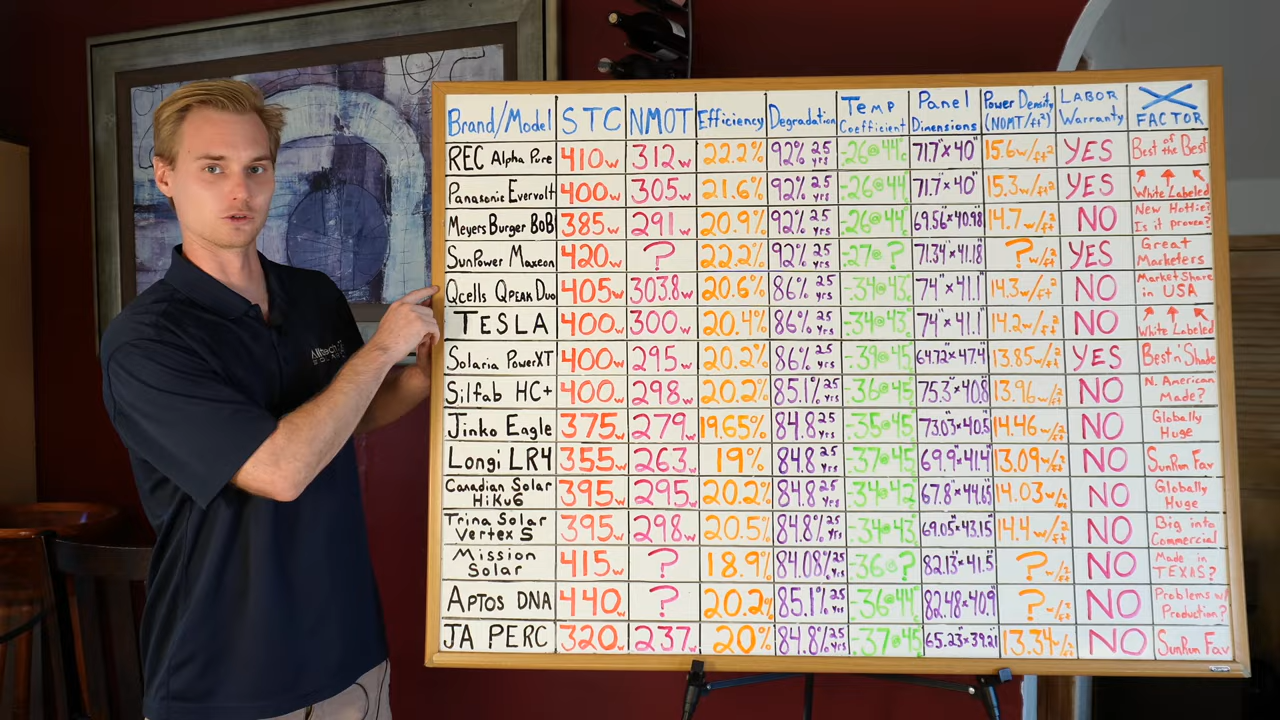 Brand/Model STC NMOT Efficiency Degradation Temp Coefficient Panel Dimensions Power Density (NOMT/ft²) LABOR Warranty X FACTOR
REC Alpha Pure 410w 312w 22.2% 92% 25 yrs -.26@44°c 71.7"x40" 15.6w/ft² YES Best of the Best
Panasonic Evervolt 400w 305w 21.6% 92% 25 yrs -.26@44° 71.7"x40" 15.3w/ft² YES ↑ ↑ ↑ White Labeled
Meyers Burger BOB 385w 291w 20.9% 92% 25 yrs -.26@44° 69.56"x40.98 14.7w/ft² NO New Hottie? Is it proven?
SunPower Maxeon 420w ? 22.2% 92% 25 yrs -.27@? 71.34"x41.18" ?w/ft² YES Great Marketers
Qcells QPeak Duo 405w 303.8w 20.6% 86% 25 yrs -.34@43° 74"x41.1" 14.3w/ft² NO Market Share in USA
TESLA 400w 300w 20.4% 86% 25 yrs -.34@43° 74"x41.1" 14.2w/ft² NO ↑ ↑ ↑ White Labeled
Solaria PowerXT 400w 295w 20.2% 86% 25 yrs -.39@45 64.72"x47.4" 13.85w/ft² YES Best n' Shade
Silfab HC+ 400w 298w 20.2% 85.1% 25 yrs -.36@45 75.3"x40.8 13.96w/ft NO N. American Made?
Jinko Eagle 375w 279w 19.65% 84.8 25 yrs -.35@45 73.03"x40.5 14.46w/ft² NO Globally Huge
Longi LR4 355w 263w 19% 84.8 25 yrs -.37@45 69.9"x41.4" 13.09w/ft² NO SunRun Fav
Canadian Solar HiKu6 395w 295w 20.2% 84.8 25 yrs -.34@42 67.8"x44.65 14.03w/ft² NO Globally Huge
Trina Solar Vertex S 395w 298w 20.5% 84.8% 25 yrs -.34@43° 69.05"x43.15" 14.4w/ft² NO Big into Commercial
Mission Solar 415w ? 18.9% 84.08% 25 yrs -.36@? 82.13"x41.5" ?w/ft² NO Made in TEXAS?
APTOS DNA 440w ? 20.2% 85.1% 25 yrs -.36@44° 82.48"x40.9" ?w/ft² NO Problems w/ Production?
JA PERC 320w 237w 20% 84.8% 25 yrs -.37@45 65.23"x39.21" 13.34w/ft² NO SunRun Fav